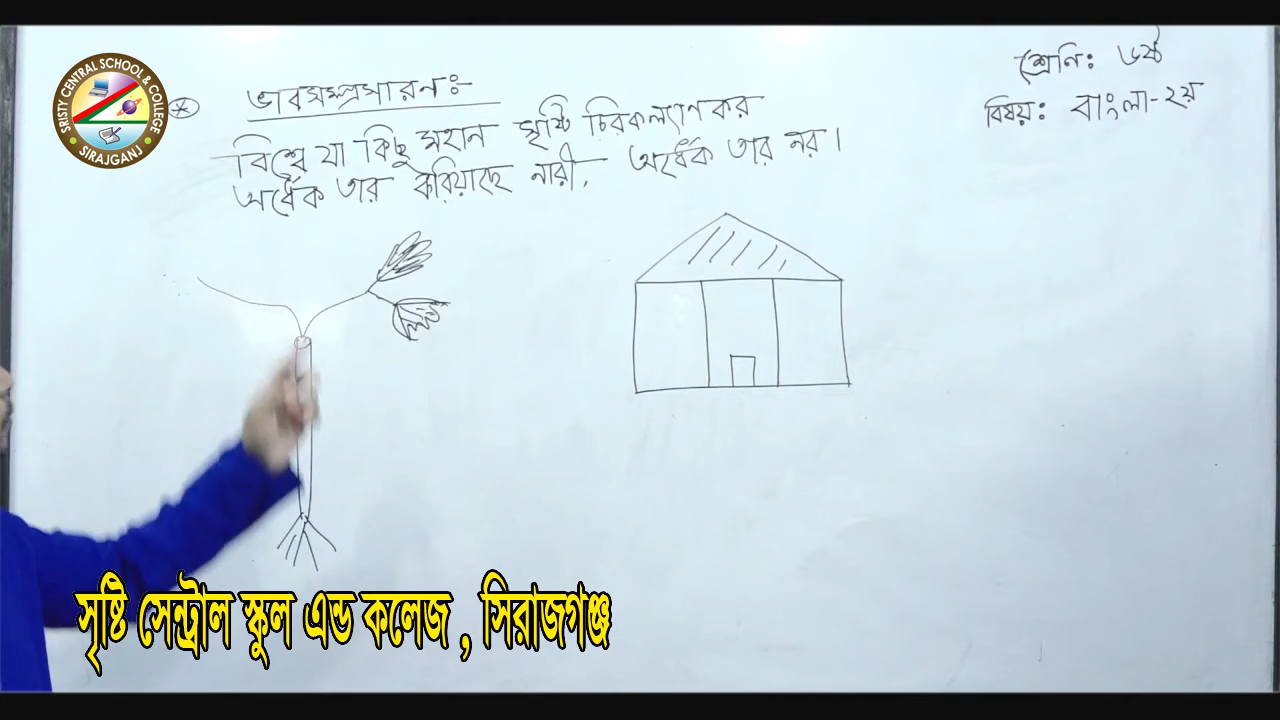 SRISTY CENTRAL SCHOOL & COLLEGE
SIRAJGANJ
ভাবসম্প্রসারণঃ-
শ্রেণিঃ ৬ষ্ঠ
বিষয়ঃ বাংলা-২য়
বিশ্বে যা কিছু মহান সৃষ্টি চিরকল্যাণকর
অর্ধেক তার করিয়াছে নারী, অর্ধেক তার নর।
সৃষ্টি সেন্ট্রাল স্কুল এন্ড কলেজ , সিরাজগঞ্জ